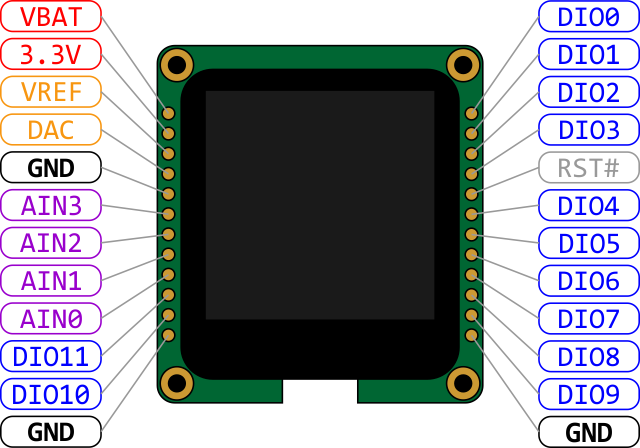 VBAT
3.3V
VREF
DAC
GND
AIN3
AIN2
AIN1
AIN0
DIO11
DIO10
GND
DIO0
DIO1
DIO2
DIO3
RST#
DIO4
DIO5
DIO6
DIO7
DIO8
DIO9
GND